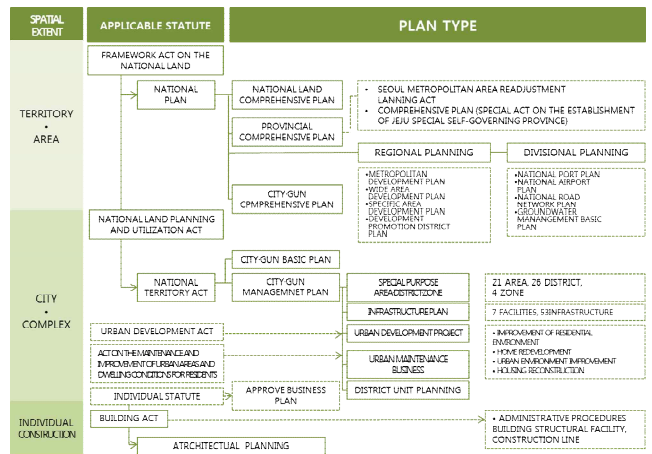 SPATIAL
EXTENT
APPLICABLE STATUTE
PLAN TYPE
TERRITORY
•
AREA
FRAMEWORK ACT ON THE
NATIONAL LAND
NATIONAL
PLAN
NATIONAL LAND
COMPREHENSIVE PLAN
• SEOUL METROPOLITAN AREA READJUSTMENT
LANNING ACT
• COMPREHENSIVE PLAN (SPECIAL ACT ON THE ESTABLISHMENT
OF JEJU SPECIAL SELF-GOVERNING PROVINCE)
PROVINCIAL
COMPREHENSIVE PLAN
REGIONAL PLANNING
DIVISIONAL PLANNING
•METROPOLITAN
DEVELOPMENT PLAN
•WIDE AREA
DEVELOPMENT PLAN
•SPECIFIC AREA
DEVELOPMENT PLAN
•DEVELOPMENT
PROMOTION DISTRICT
PLAN
•NATIONAL PORT PLAN
•NATIONAL AIRPORT
PLAN
•NATIONAL ROAD
NETWORK PLAN
•GROUNDWATER
MANANGEMENT BASIC
PLAN
CITY·GUN
CPMPREHENSIVE PLAN
NATIONAL LAND PLANNING
AND UTILIZATION ACT
CITY
•
COMPLEX
CITY·GUN BASIC PLAN
NATIONAL
TERRITORY ACT
CITY·GUN
MANAGEMNET PLAN
SPECIAL PURPOSE
AREA·DISTRICT·ZONE
Z1 AREA, Z6 DISTRICT,
4 ZONE
INFRASTRUCTURE PLAN
7 FACILITIES, 53INFRASTRUCTURE
URBAN DEVELOPMENT ACT
URBAN DEVELOPMENT PROJECT
• IMPROVEMENT OF RESIDENTIAL
ENVIRONMENT
• HOME REDEVELOPMENT
• URBAN ENVIRONMENT IMPROVEMENT
• HOUSING RECONSTRUCTION
ACT ON THE MAINTENANCE AND
IMPROVEMENT OF URBAN AREAS AND
DWELLING CONDITIONS FOR RESIDENTS
URBAN MAINTENANCE
BUSINESS
INDIVIDUAL STATUTE
APPROVE BUSINESS
PLAN
DISTRICT UNIT PLANNING
INDIVIDUAL
CONSTRUCTION
BUILDING ACT
• ADMINISTRATIVE PROCEDURES
BUILDING STRUCTURAL FACILITY,
CONSTRUCTION LINE
ATRCHITECTUAL PLANNING